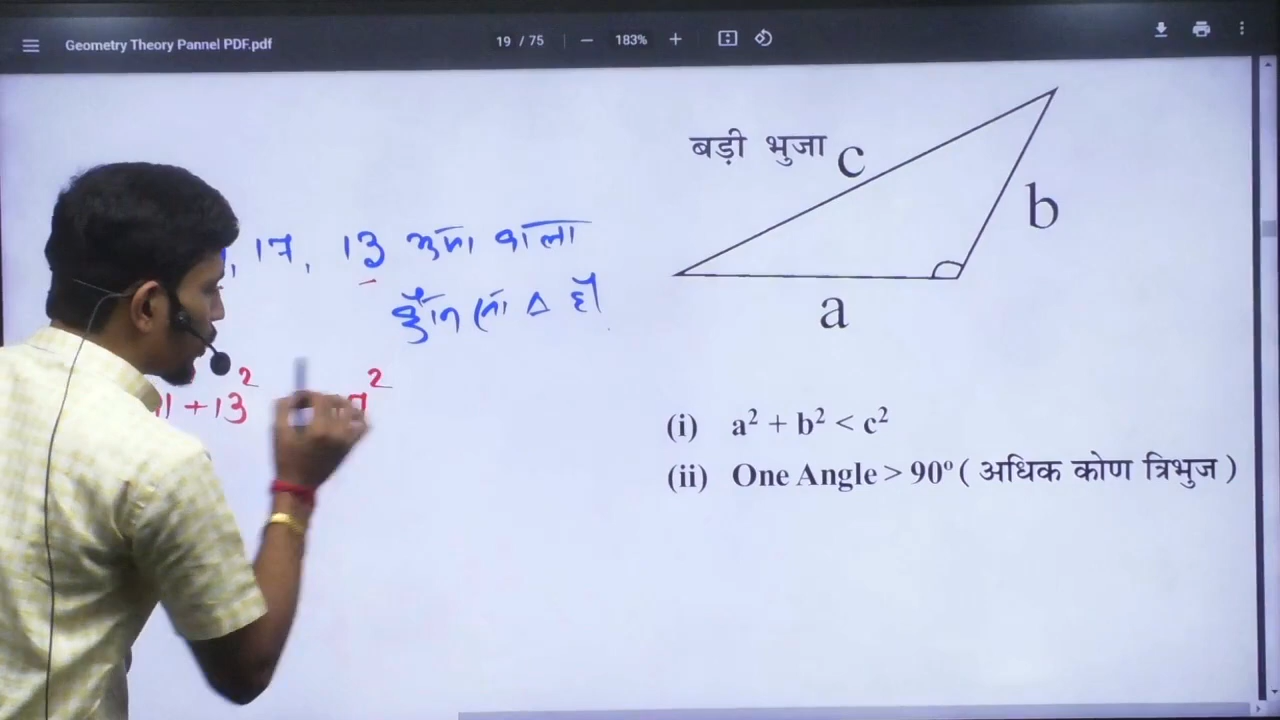 Geometry Theory Pannel PDF.pdf
19 / 75
183%
बड़ी भुजा c
b
a
, 17, 13 भुजा वाला
कौन सा Δ है
+ 13²
²
(i) a² + b² < c²
(ii) One Angle > 90° ( अधिक कोण त्रिभुज )